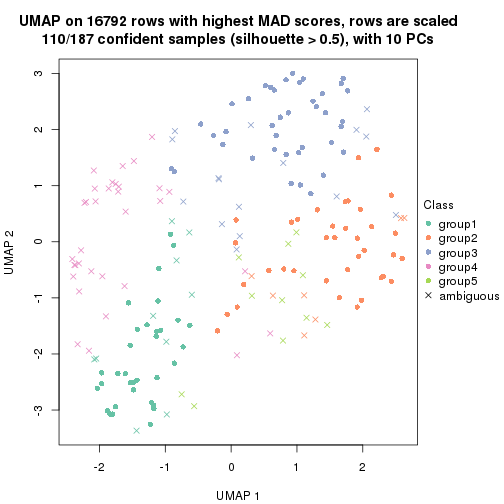 UMAP on 16792 rows with highest MAD scores, rows are scaled
110/187 confident samples (silhouette > 0.5), with 10 PCs
3
2
1
0
-1
-2
-3
UMAP 2
-2
-1
0
1
2
UMAP 1
Class
group1
group2
group3
group4
group5
ambiguous